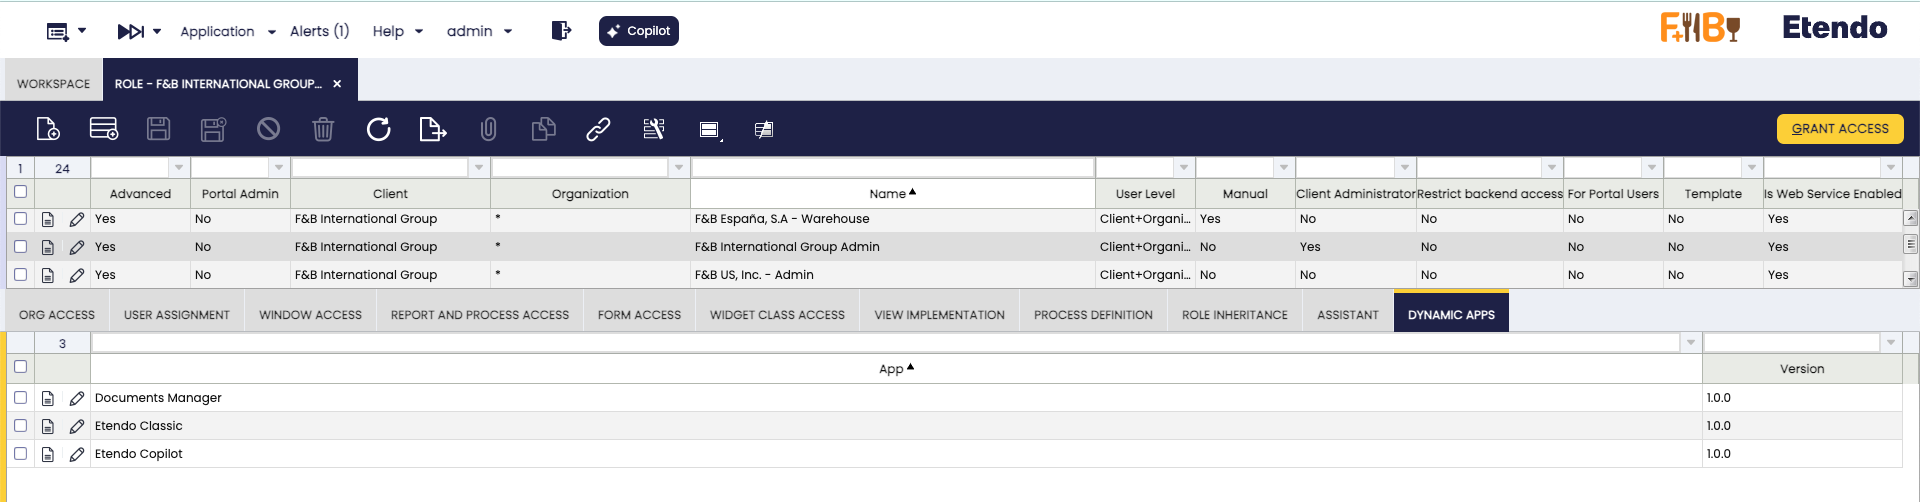 Application Alerts (1) Help admin Copilot F&B Etendo
WORKSPACE ROLE - F&B INTERNATIONAL GROUP... ×
GRANT ACCESS
1 24
Advanced Portal Admin Client Organization Name User Level Manual Client Administrator Restrict backend access For Portal Users Template Is Web Service Enabled
Yes No F&B International Group * F&B España, S.A - Warehouse Client+Organi... Yes No No No No Yes
Yes No F&B International Group * F&B International Group Admin Client+Organi... No Yes No No No Yes
Yes No F&B International Group * F&B US, Inc. - Admin Client+Organi... No No No No No Yes
ORG ACCESS USER ASSIGNMENT WINDOW ACCESS REPORT AND PROCESS ACCESS FORM ACCESS WIDGET CLASS ACCESS VIEW IMPLEMENTATION PROCESS DEFINITION ROLE INHERITANCE ASSISTANT DYNAMIC APPS
3
App Version
Documents Manager 1.0.0
Etendo Classic 1.0.0
Etendo Copilot 1.0.0